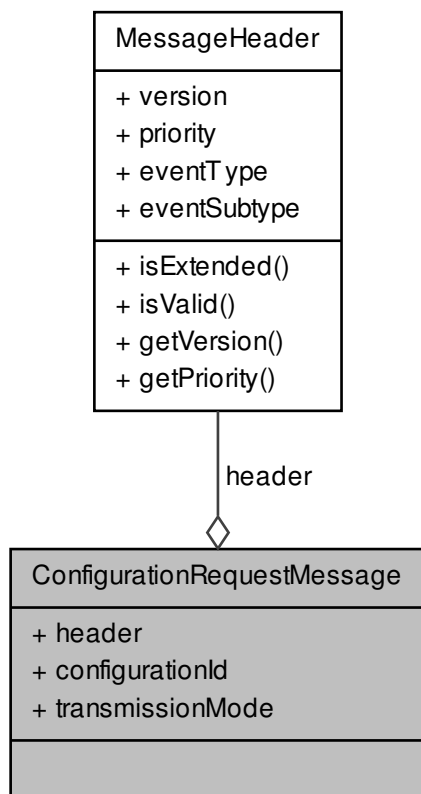 MessageHeader
+ version
+ priority
+ eventType
+ eventSubtype
+ isExtended()
+ isValid()
+ getVersion()
+ getPriority()
header
ConfigurationRequestMessage
+ header
+ configurationId
+ transmissionMode